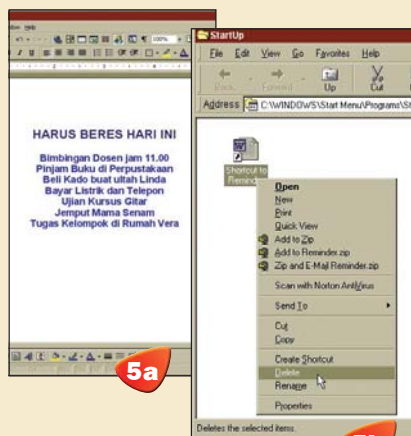 100%
HARUS BERES HARI INI
Bimbingan Dosen jam 11.00
Pinjam Buku di Perpustakaan
Beli Kado buat ultah Linda
Bayar Listrik dan Telepon
Ujian Kursus Gitar
Jemput Mama Senam
Tugas Kelompok di Rumah Vera
5a
StartUp
File Edit View Go Favorites Help
Back Forward Up Cut
Address C:\WINDOWS\Start Menu\Programs\St
Shortcut to
Open
New
Print
Quick View
Add to Zip
Add to Reminder.zip
Zip and E-Mail Reminder.zip
Scan with Norton AntiVirus
Send To
Cut
Copy
Create Shortcut
Delete
Rename
Properties
Deletes the selected items.